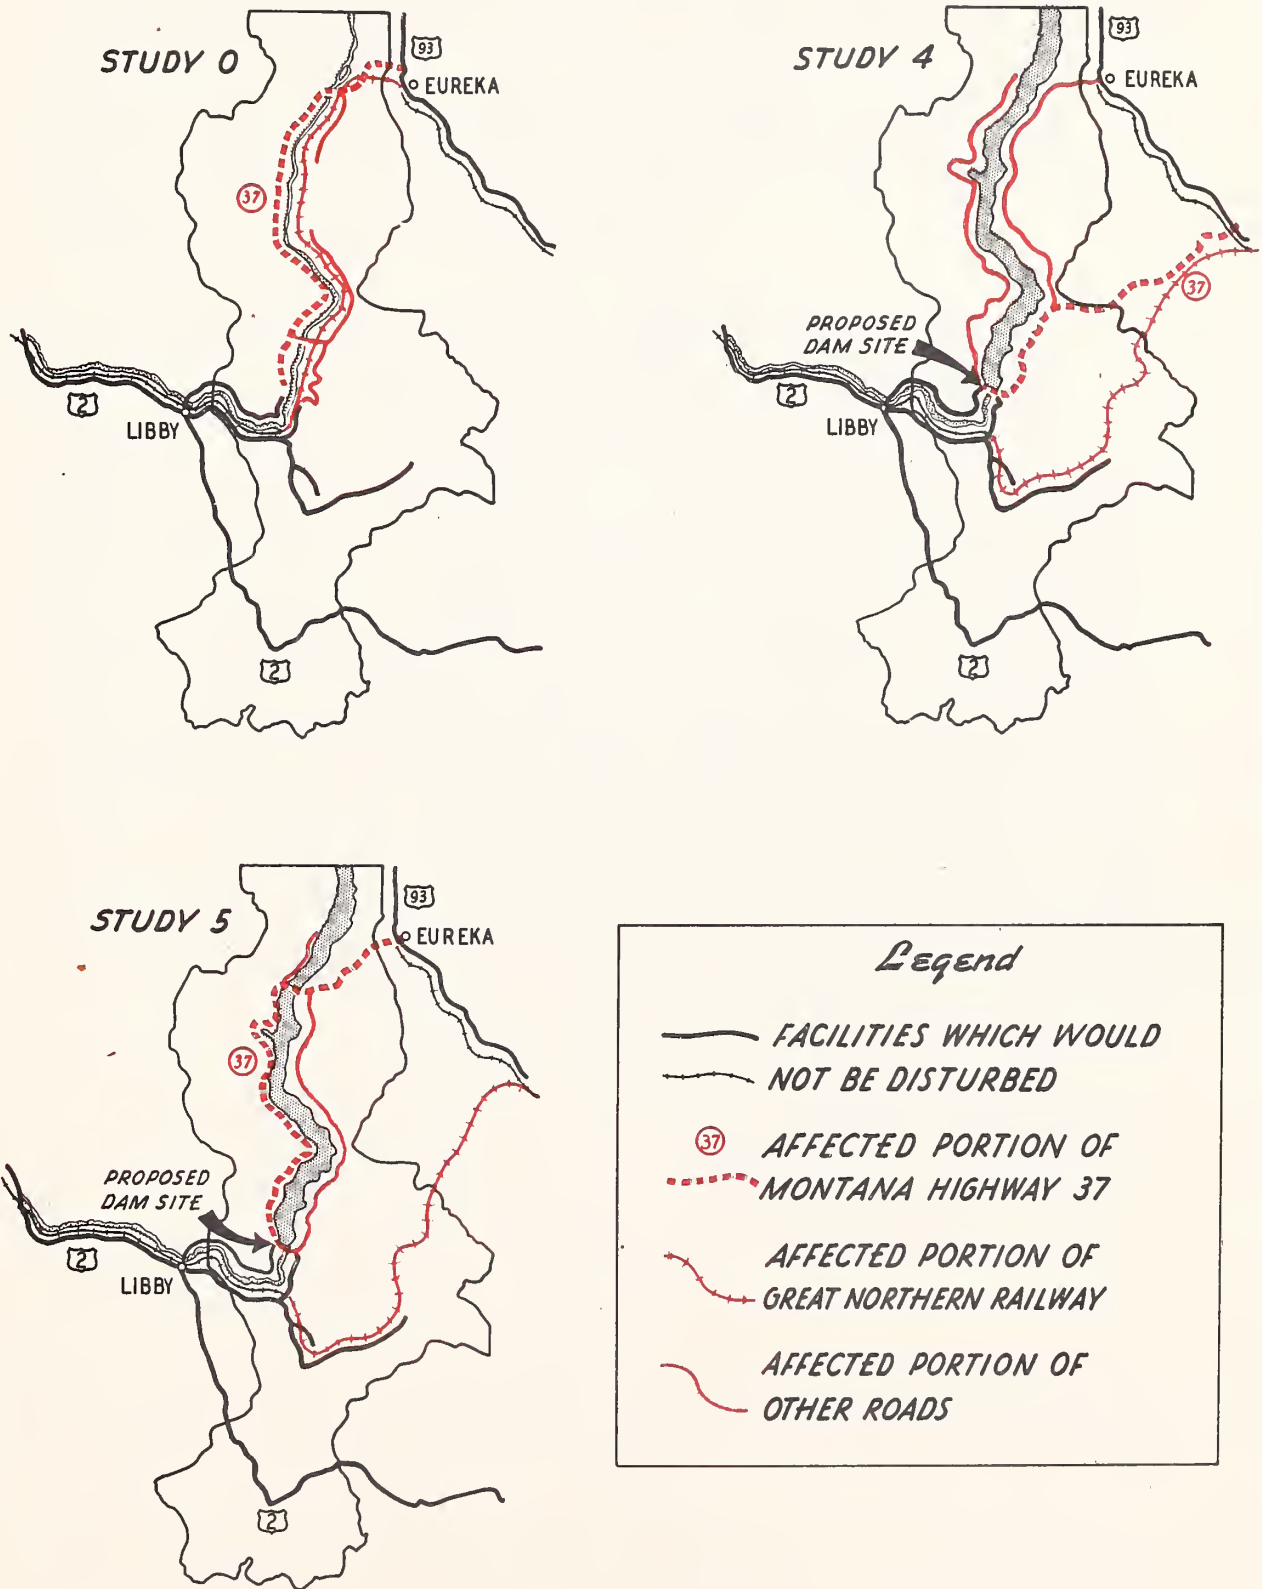 STUDY 0
93
EUREKA
37
2
LIBBY
2
STUDY 4
93
EUREKA
37
PROPOSED
DAM SITE
2
LIBBY
2
STUDY 5
93
EUREKA
37
PROPOSED
DAM SITE
2
LIBBY
2
Legend
FACILITIES WHICH WOULD
NOT BE DISTURBED
37 AFFECTED PORTION OF
MONTANA HIGHWAY 37
AFFECTED PORTION OF
GREAT NORTHERN RAILWAY
AFFECTED PORTION OF
OTHER ROADS